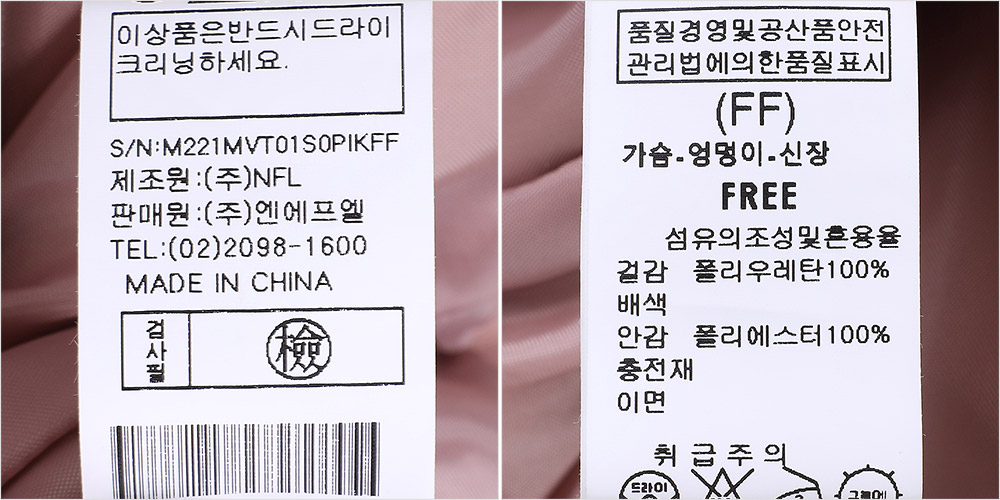 이상품은반드시드라이
크리닝하세요.
S/N:M221MVT01S0PIKFF
제조원:(주)NFL
판매원:(주)엔에프엘
TEL:(02)2098-1600
MADE IN CHINA
검사필
檢
품질경영및공산품안전
관리법에의한품질표시
(FF)
가슴-엉덩이-신장
FREE
섬유의조성및혼용율
겉감 폴리우레탄100%
배색
안감 폴리에스터100%
충전재
이면
취급주의
드라이